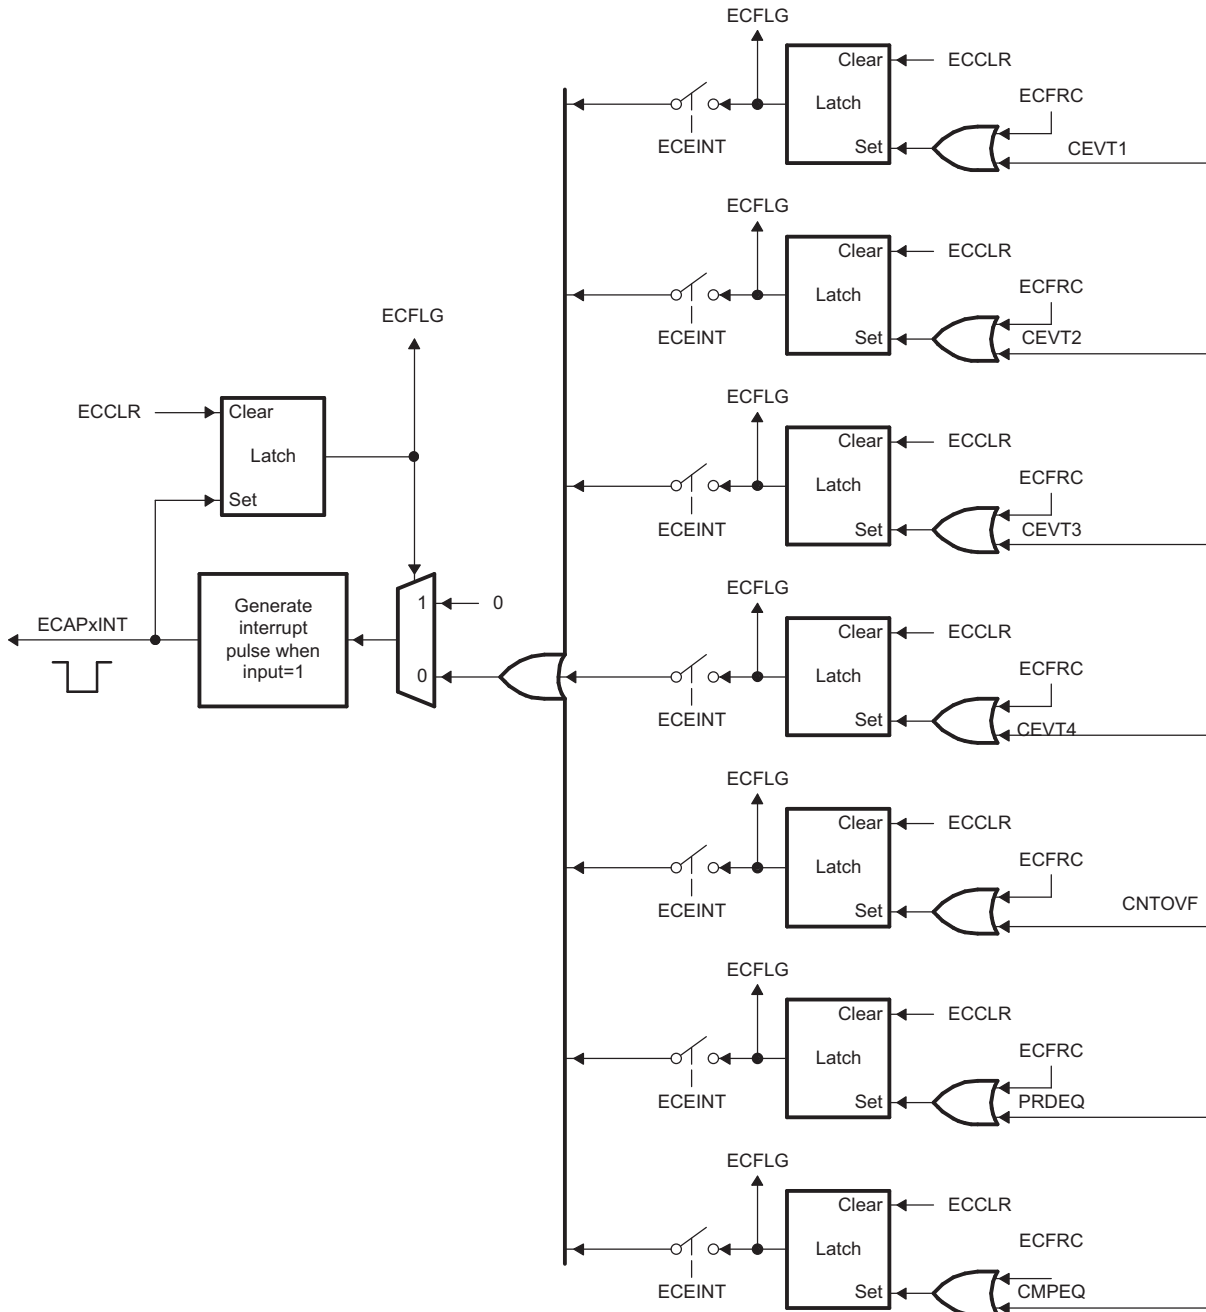 ECFLG
Clear
ECCLR
Latch
ECFRC
Set
CEVT1
ECEINT
ECFLG
Clear
ECCLR
Latch
ECFRC
Set
CEVT2
ECEINT
ECFLG
Clear
ECCLR
Latch
ECFRC
Set
CEVT3
ECEINT
ECFLG
Clear
ECCLR
Latch
ECFRC
Set
CEVT4
ECEINT
ECFLG
Clear
ECCLR
Latch
ECFRC
Set
CNTOVF
ECEINT
ECFLG
Clear
ECCLR
Latch
ECFRC
Set
PRDEQ
ECEINT
ECFLG
Clear
ECCLR
Latch
ECFRC
Set
CMPEQ
ECEINT
ECFLG
ECCLR
Clear
Latch
Set
ECAPxINT
Generate
interrupt
pulse when
input=1
1
0
0